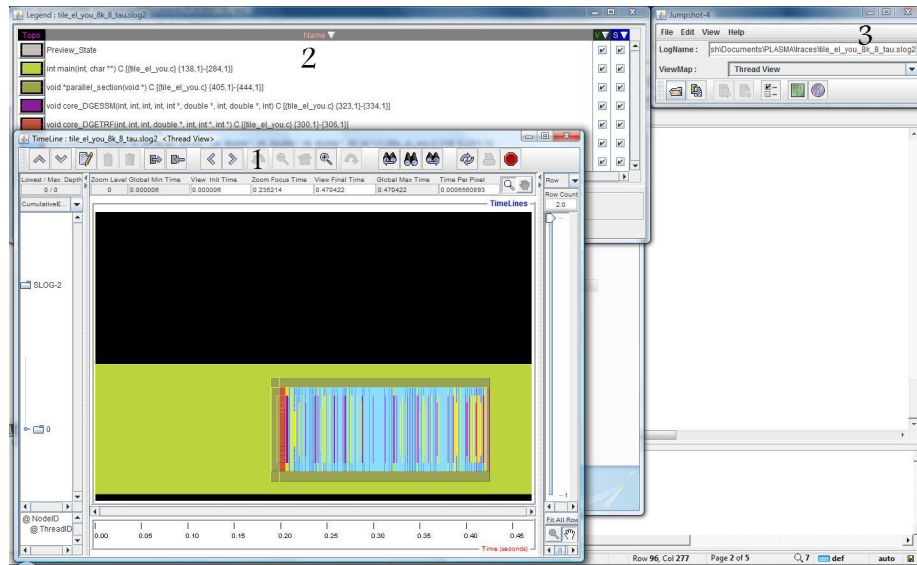 Legend : tile_el_you_8k_8_tau.slog2
Topo Name V S
2
Preview_State
int main(int, char **) C [{tile_el_you.c} {138,1}-{284,1}]
void *parallel_section(void *) C [{tile_el_you.c} {405,1}-{444,1}]
void core_DGESSM(int, int, int, int, int *, double *, int, double *, int) C [{tile_el_you.c} {323,1}-{334,1}]
void core_DGETRF(int, int, int, double *, int, int *, int *) C [{tile_el_you.c} {300,1}-{306,1}]
Jumpshot-4
File Edit View Help
3
LogName : sh\Documents\PLASMA\traces\tile_el_you_8k_8_tau.slog2
ViewMap : Thread View
TimeLine : tile_el_you_8k_8_tau.slog2 <Thread View>
1
Lowest / Max. Depth Zoom Level Global Min Time View Init Time Zoom Focus Time View Final Time Global Max Time Time Per Pixel Row
0 / 0 0 0.000006 0.000006 0.235214 0.470422 0.470422 0.0006560893 Row Count
CumulativeE... TimeLines 2.0
SLOG-2
0
1
@ NodeID
@ ThreadID
Fit All Row
0.00 0.05 0.10 0.15 0.20 0.25 0.30 0.35 0.40 0.45
Time (seconds)
Row 96, Col 277 Page 2 of 5 7 def auto